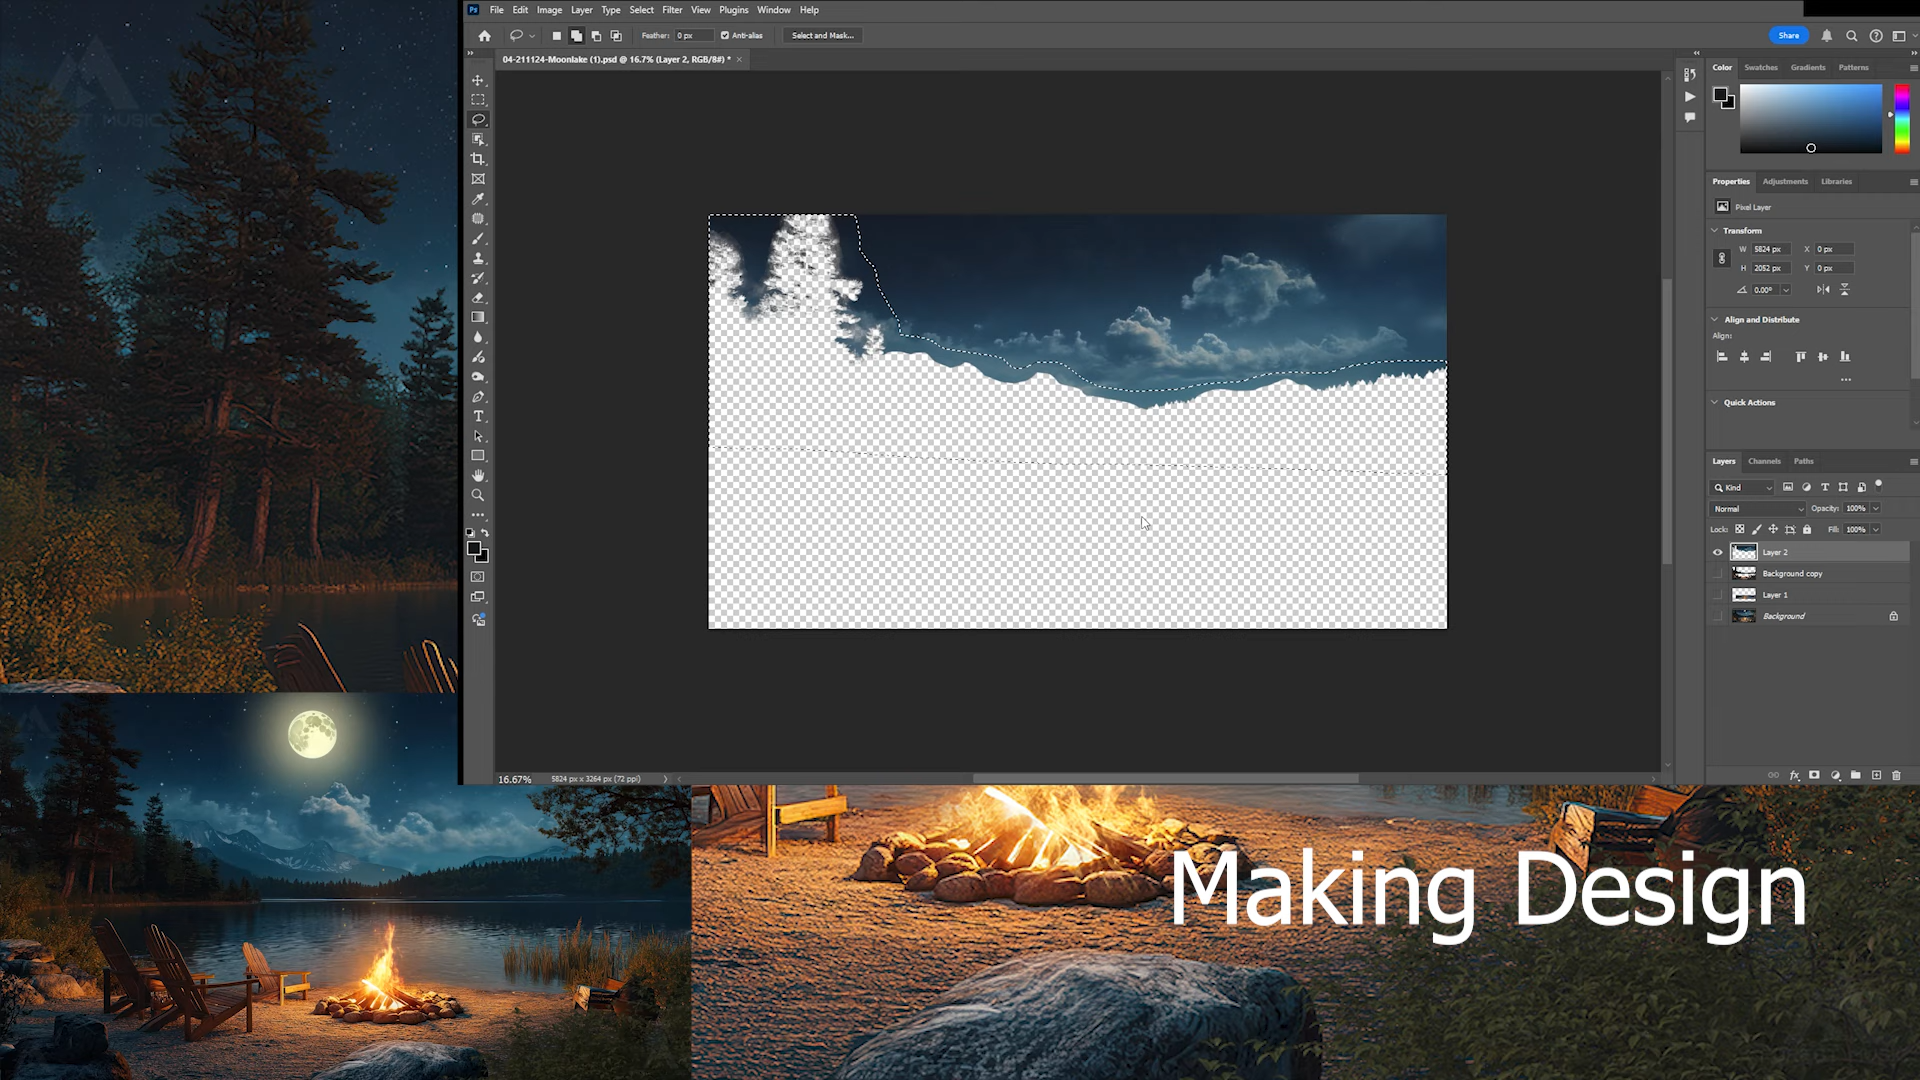 Ps File Edit Image Layer Type Select Filter View Plugins Window Help
Feather: 0 px Anti-alias Select and Mask... Share
04-211124-Moonlake (1).psd @ 16.7% (Layer 2, RGB/8#) * ×
Color Swatches Gradients Patterns
Properties Adjustments Libraries
Pixel Layer
Transform
W 5824 px X 0 px
H 2052 px Y 0 px
0.00°
Align and Distribute
Align:
Quick Actions
Layers Channels Paths
Kind
Normal Opacity: 100%
Lock: Fill: 100%
Layer 2
Background copy
Layer 1
Background
16.67% 5824 px x 3264 px (72 ppi)
Making Design